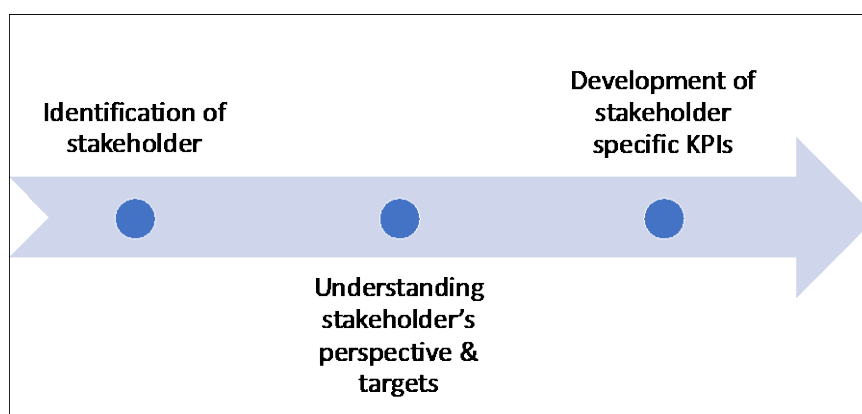 Identification of
stakeholder
Understanding
stakeholder's
perspective &
targets
Development of
stakeholder
specific KPIs